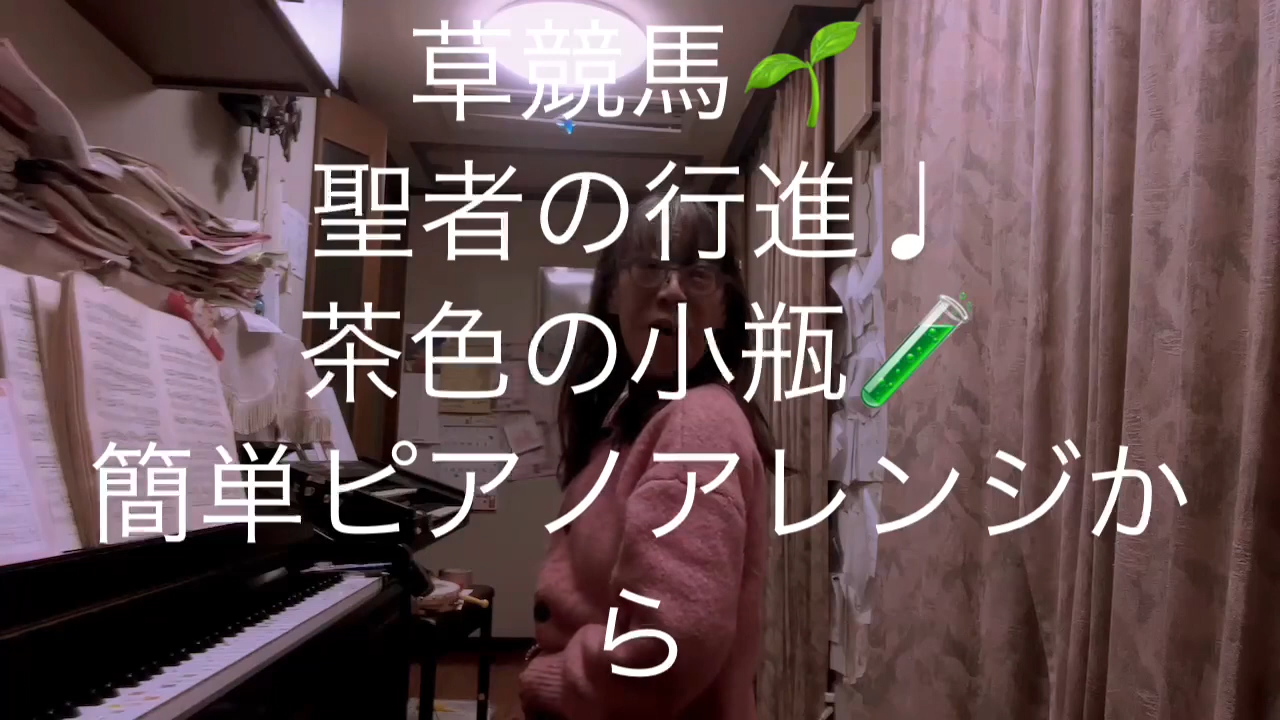 草競馬🌱
聖者の行進♩
茶色の小瓶🧪
簡単ピアノアレンジか
ら